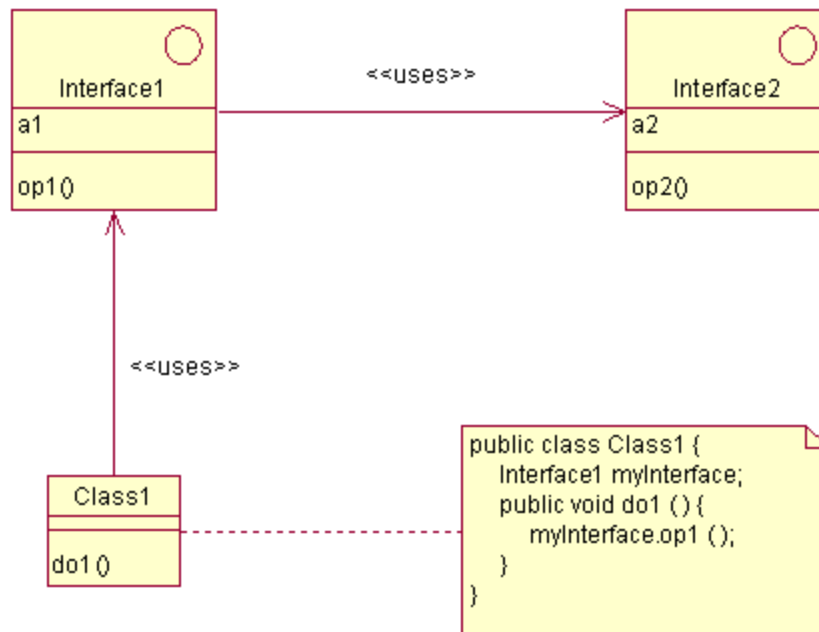 Interface1
a1
op1()
<<uses>>
Interface2
a2
op2()
<<uses>>
Class1
do1()
public class Class1 {
Interface1 myInterface;
public void do1 () {
myInterface.op1 ();
}
}